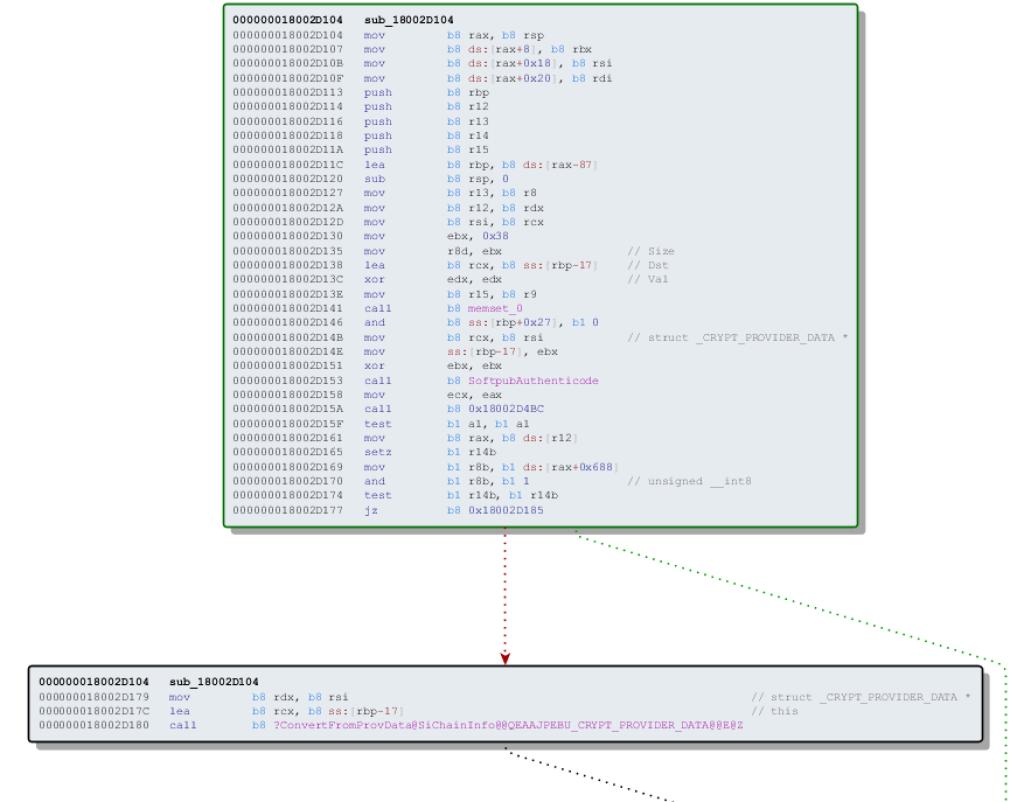 000000018002D104 sub_18002D104
000000018002D104 mov b8 rax, b8 rsp
000000018002D107 mov b8 ds:[rax+8], b8 rbx
000000018002D10B mov b8 ds:[rax+0x18], b8 rsi
000000018002D10F mov b8 ds:[rax+0x20], b8 rdi
000000018002D113 push b8 rbp
000000018002D114 push b8 r12
000000018002D116 push b8 r13
000000018002D118 push b8 r14
000000018002D11A push b8 r15
000000018002D11C lea b8 rbp, b8 ds:[rax-87]
000000018002D120 sub b8 rsp, 0
000000018002D127 mov b8 r13, b8 r8
000000018002D12A mov b8 r12, b8 rdx
000000018002D12D mov b8 rsi, b8 rcx
000000018002D130 mov ebx, 0x38
000000018002D135 mov r8d, ebx // Size
000000018002D138 lea b8 rcx, b8 ss:[rbp-17] // Dst
000000018002D13C xor edx, edx // Val
000000018002D13E mov b8 r15, b8 r9
000000018002D141 call b8 memset_0
000000018002D146 and b8 ss:[rbp+0x27], b1 0
000000018002D14B mov b8 rcx, b8 rsi // struct _CRYPT_PROVIDER_DATA *
000000018002D14E mov ss:[rbp-17], ebx
000000018002D151 xor ebx, ebx
000000018002D153 call b8 SoftpubAuthenticode
000000018002D158 mov ecx, eax
000000018002D15A call b8 0x18002D4BC
000000018002D15F test b1 al, b1 al
000000018002D161 mov b8 rax, b8 ds:[r12]
000000018002D165 setz b1 r14b
000000018002D169 mov b1 r8b, b1 ds:[rax+0x688]
000000018002D170 and b1 r8b, b1 1 // unsigned __int8
000000018002D174 test b1 r14b, b1 r14b
000000018002D177 jz b8 0x18002D185
000000018002D104 sub_18002D104
000000018002D179 mov b8 rdx, b8 rsi // struct _CRYPT_PROVIDER_DATA *
000000018002D17C lea b8 rcx, b8 ss:[rbp-17] // this
000000018002D180 call b8 ?ConvertFromProvData@SiChainInfo@@QEAAJPEBU_CRYPT_PROVIDER_DATA@@E@Z